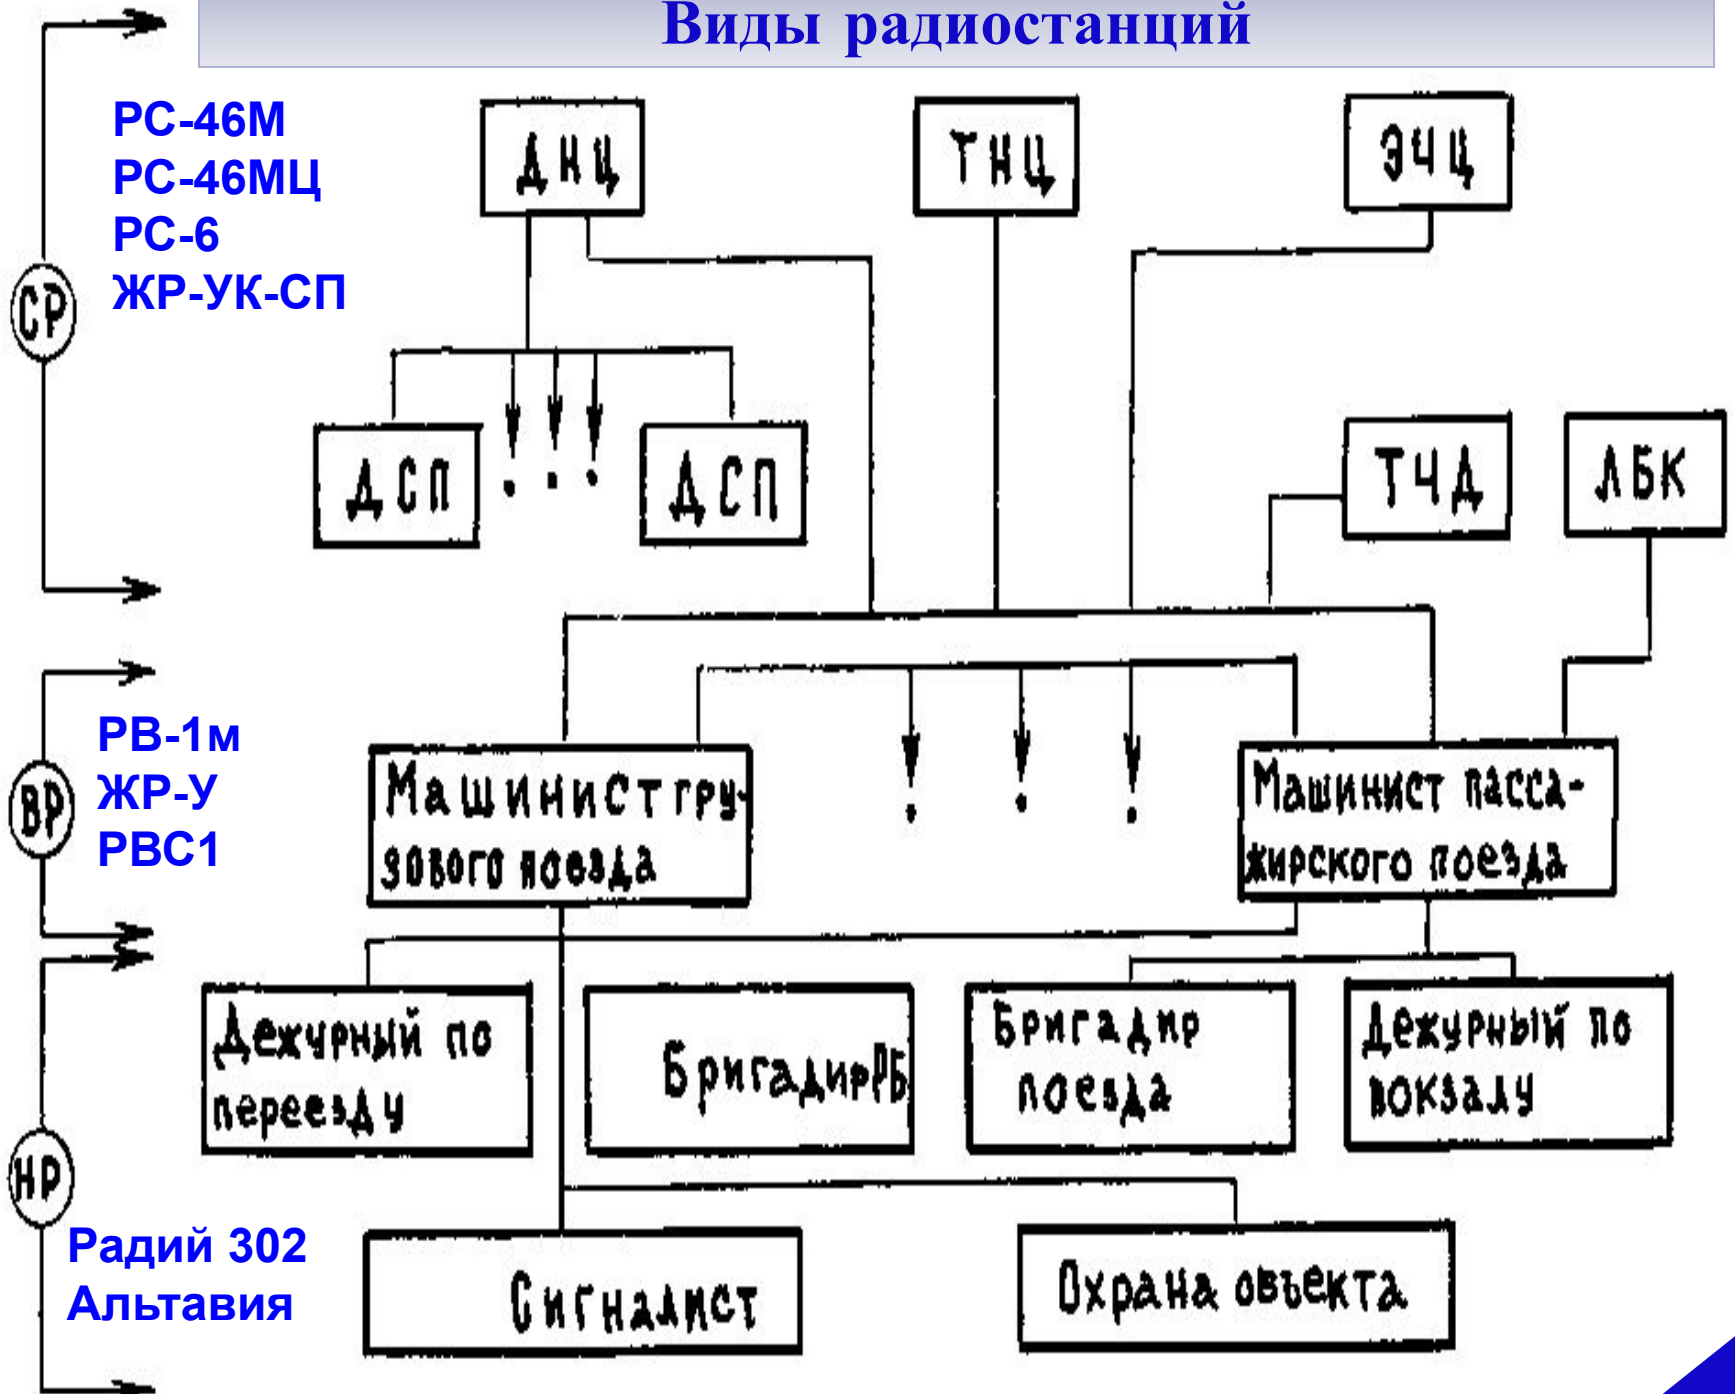 Виды радиостанций
РС-46М
РС-46МЦ
РС-6
ЖР-УК-СП
СР
ДНЦ
ТНЦ
ЭЧЦ
ДСП
ДСП
ТЧД
ЛБК
РВ-1м
ЖР-У
РВС1
ВР
Машинист гру-
зового поезда
Машинист пасса-
жирского поезда
Дежурный по
переезду
Бригадир РБ
Бригадир
поезда
Дежурный по
вокзалу
НР
Радий 302
Альтавия
Сигналист
Охрана объекта